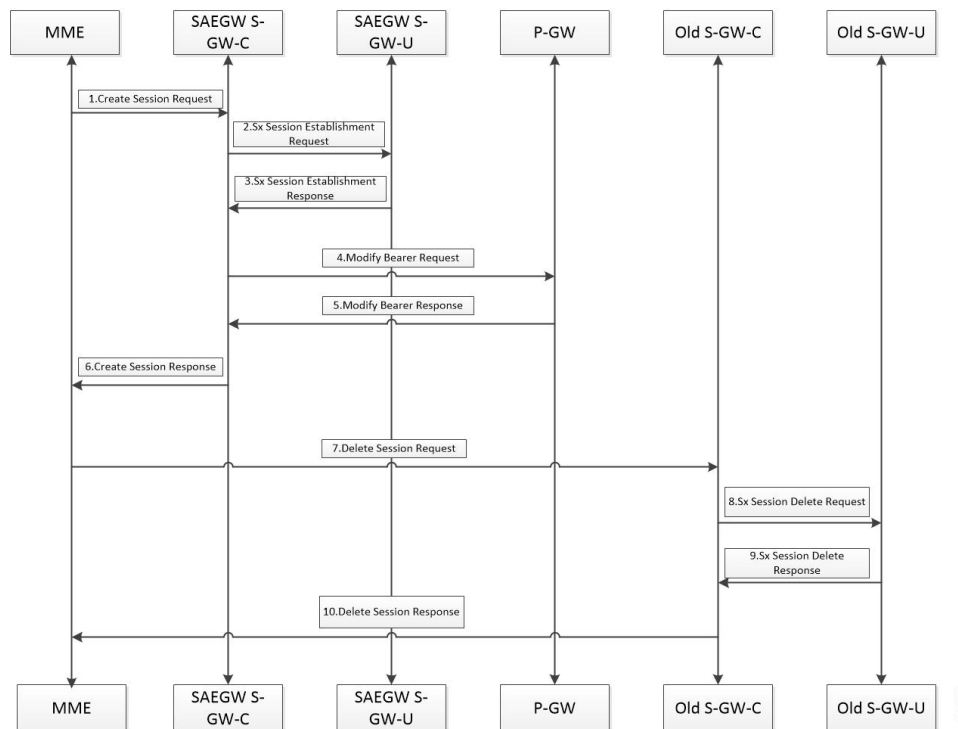 MME
SAEGW S-
GW-C
SAEGW S-
GW-U
P-GW
Old S-GW-C
Old S-GW-U
1.Create Session Request
2.Sx Session Establishment
Request
3.Sx Session Establishment
Response
4.Modify Bearer Request
5.Modify Bearer Response
6.Create Session Response
7.Delete Session Request
8.Sx Session Delete Request
9.Sx Session Delete
Response
10.Delete Session Response
MME
SAEGW S-
GW-C
SAEGW S-
GW-U
P-GW
Old S-GW-C
Old S-GW-U